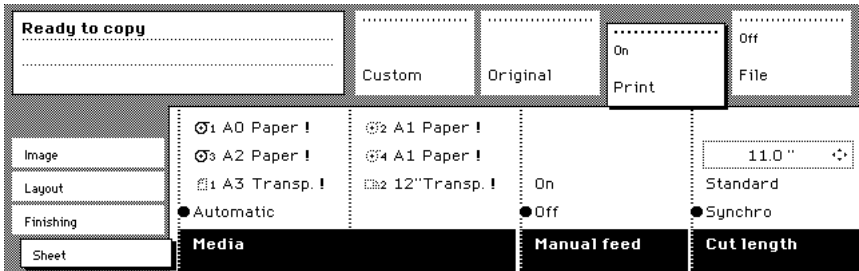 Ready to copy
Custom
Original
On
Print
Off
File
Image
Layout
Finishing
Sheet
1 A0 Paper !
2 A1 Paper !
3 A2 Paper !
4 A1 Paper !
1 A3 Transp. !
2 12"Transp. !
Automatic
Media
On
Off
Manual feed
11.0 "
Standard
Synchro
Cut length